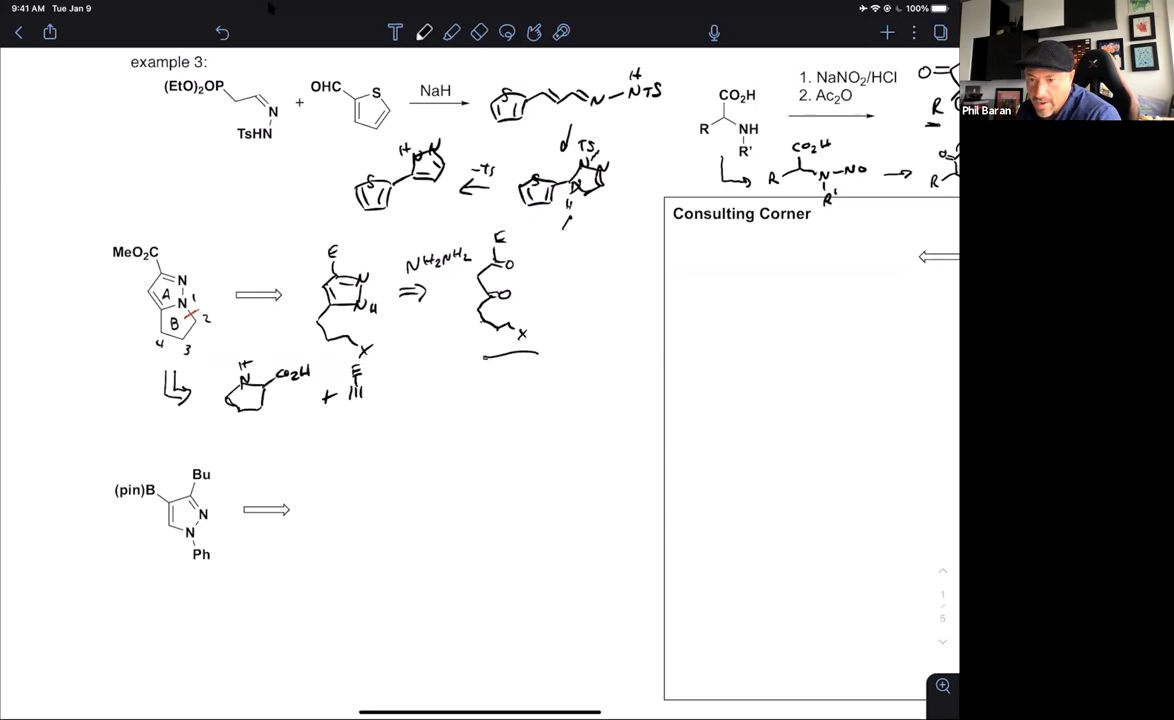 9:41 AM Tue Jan 9
100%
example 3:
(EtO)2OP
N
TsHN
+
OHC
S
NaH
S
N
H
NTS
CO2H
R
NH
R'
1. NaNO2/HCl
2. Ac2O
O
R
CO2H
R
N-NO
R'
R
H
N
N
S
-TS
S
TS
N
N
N
H
Consulting Corner
MeO2C
A
N
N
1
B
2
3
4
E
N
N
H
X
NH2NH2
E
O
O
X
H
N
CO2H
+
E
(pin)B
Bu
N
N
Ph
1
/
6
Phil Baran